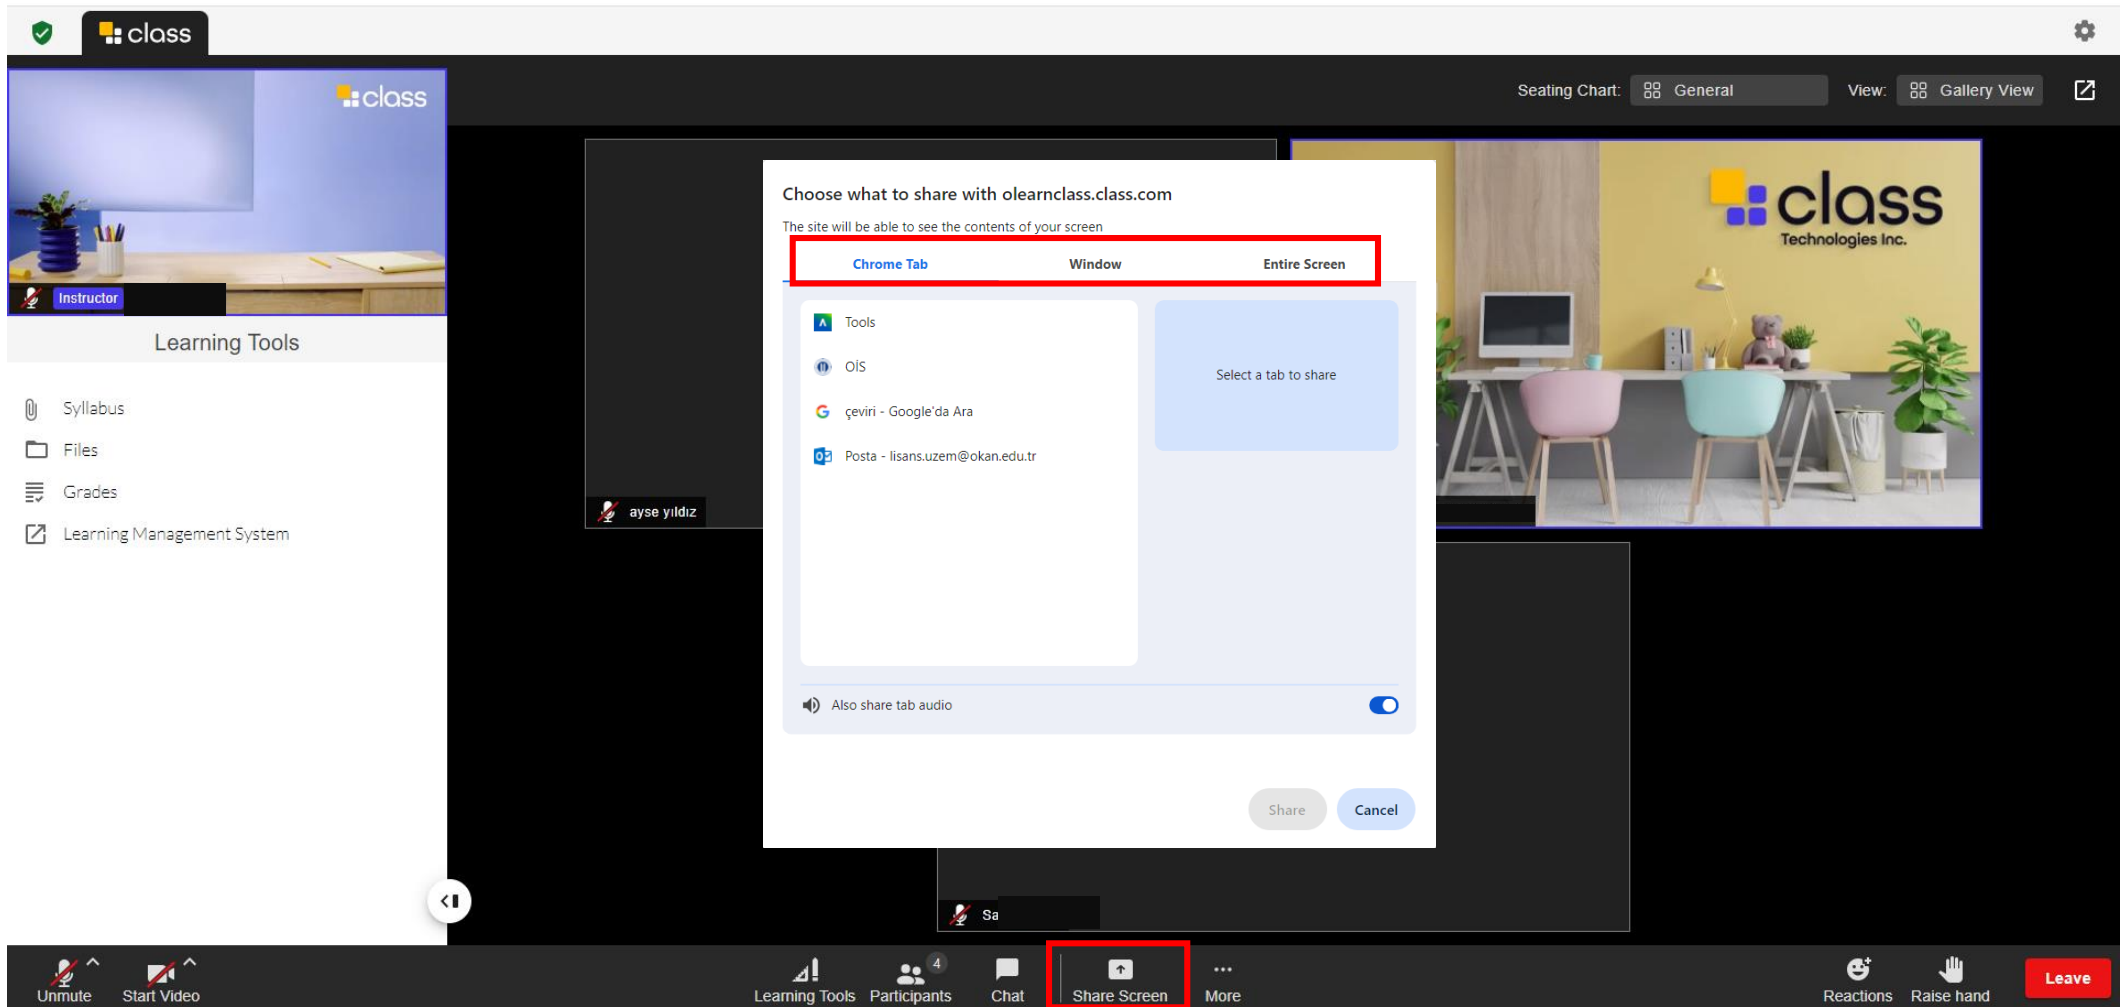 class
Seating Chart: General View: Gallery View
class
Instructor
Learning Tools
Syllabus
Files
Grades
Learning Management System
class
Technologies Inc.
Choose what to share with olearnclass.class.com
The site will be able to see the contents of your screen
Chrome Tab Window Entire Screen
Tools
OİS
çeviri - Google'da Ara
Posta - lisans.uzem@okan.edu.tr
Select a tab to share
Also share tab audio
Share Cancel
ayse yıldız
Sa
4
Unmute Start Video Learning Tools Participants Chat Share Screen More Reactions Raise hand Leave